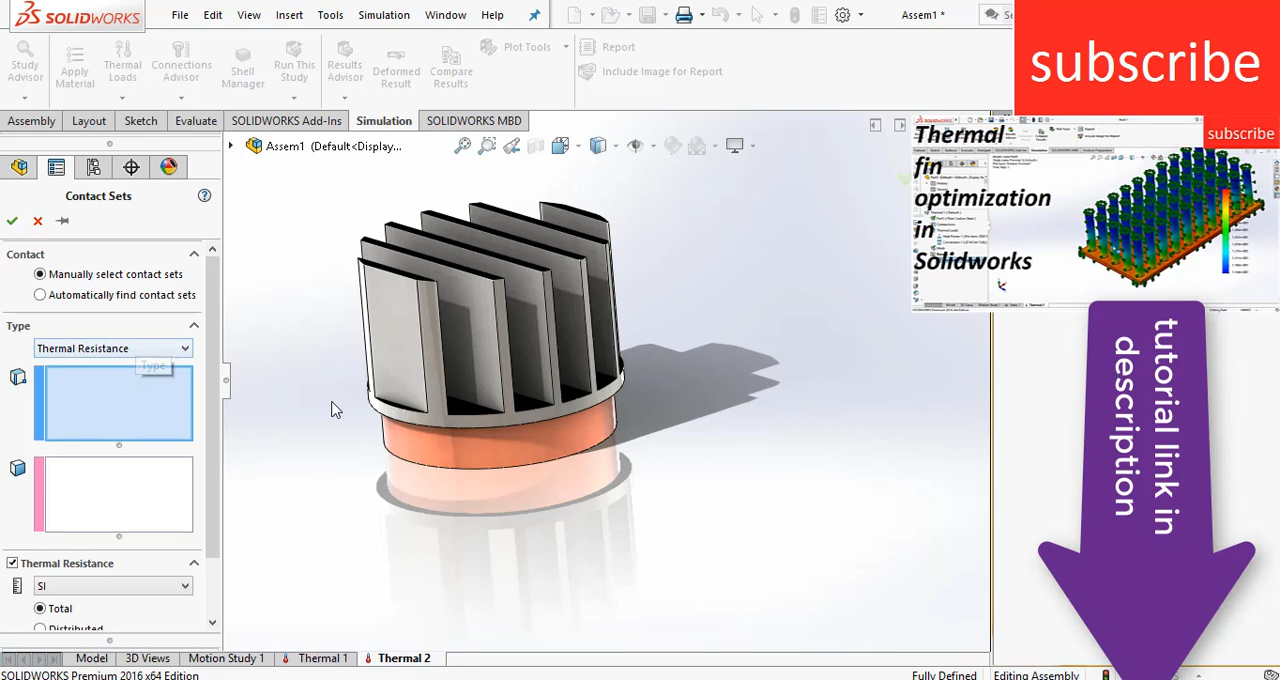 SOLIDWORKS
File Edit View Insert Tools Simulation Window Help
Assem1 *
Study Advisor
Apply Material
Thermal Loads
Connections Advisor
Shell Manager
Run This Study
Results Advisor
Deformed Result
Compare Results
Plot Tools
Report
Include Image for Report
Assembly Layout Sketch Evaluate SOLIDWORKS Add-Ins Simulation SOLIDWORKS MBD
Assem1 (Default<Display...
Contact Sets
Contact
Manually select contact sets
Automatically find contact sets
Type
Thermal Resistance
Type
Thermal Resistance
SI
Total
Distributed
Model 3D Views Motion Study 1 Thermal 1 Thermal 2
SOLIDWORKS Premium 2016 x64 Edition
Fully Defined
Editing Assembly
subscribe
subscribe
Thermal
fin
optimization
in
Solidworks
tutorial link in
description